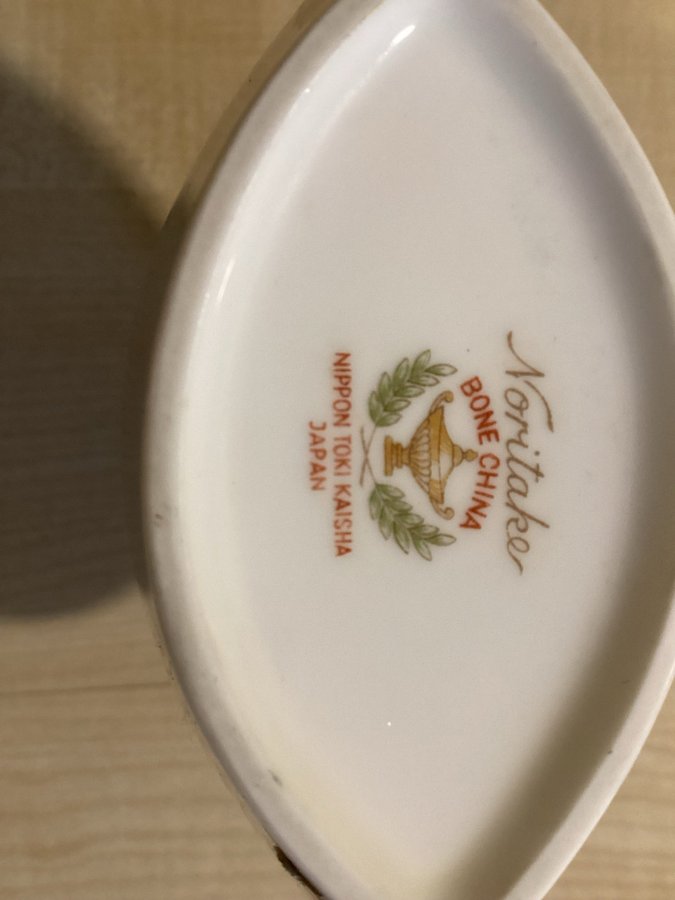 Noritake
BONE CHINA
NIPPON TOKI KAISHA
JAPAN